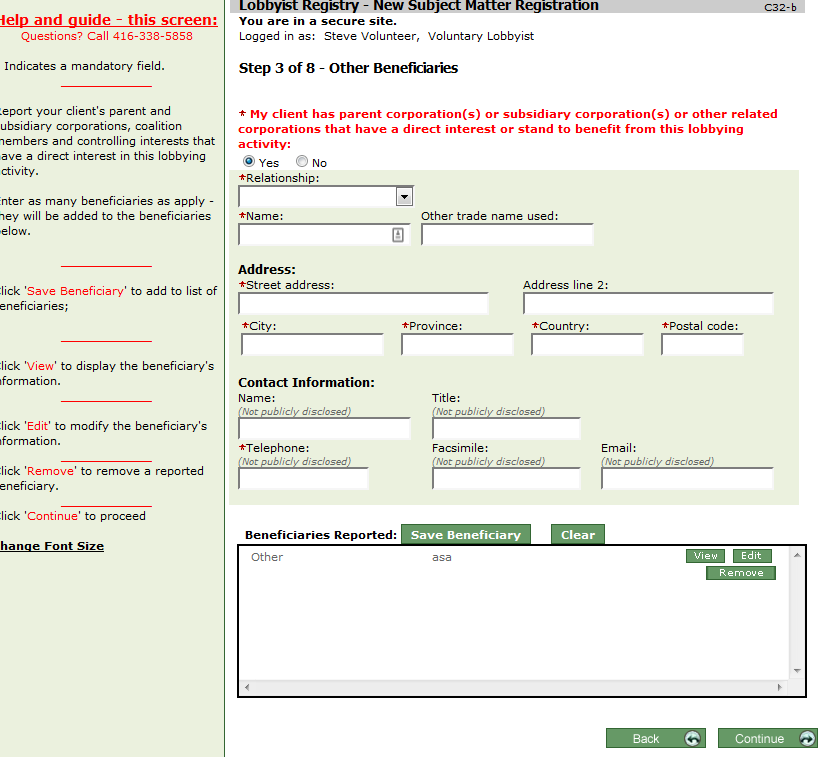 Help and guide - this screen:
Questions? Call 416-338-5858
Indicates a mandatory field.
eport your client's parent and
ubsidiary corporations, coalition
members and controlling interests that
ave a direct interest in this lobbying
ctivity.
nter as many beneficiaries as apply -
hey will be added to the beneficiaries
elow.
lick 'Save Beneficiary' to add to list of
eneficiaries;
lick 'View' to display the beneficiary's
nformation.
lick 'Edit' to modify the beneficiary's
nformation.
lick 'Remove' to remove a reported
eneficiary.
lick 'Continue' to proceed
hange Font Size
Lobbyist Registry - New Subject Matter Registration
C32-b
You are in a secure site.
Logged in as: Steve Volunteer, Voluntary Lobbyist
Step 3 of 8 - Other Beneficiaries
* My client has parent corporation(s) or subsidiary corporation(s) or other related
corporations that have a direct interest or stand to benefit from this lobbying
activity:
Yes No
*Relationship:
*Name: Other trade name used:
Address:
*Street address: Address line 2:
*City: *Province: *Country: *Postal code:
Contact Information:
Name: Title:
(Not publicly disclosed) (Not publicly disclosed)
*Telephone: Facsimile: Email:
(Not publicly disclosed) (Not publicly disclosed) (Not publicly disclosed)
Beneficiaries Reported: Save Beneficiary Clear
Other asa View Edit
Remove
Back Continue